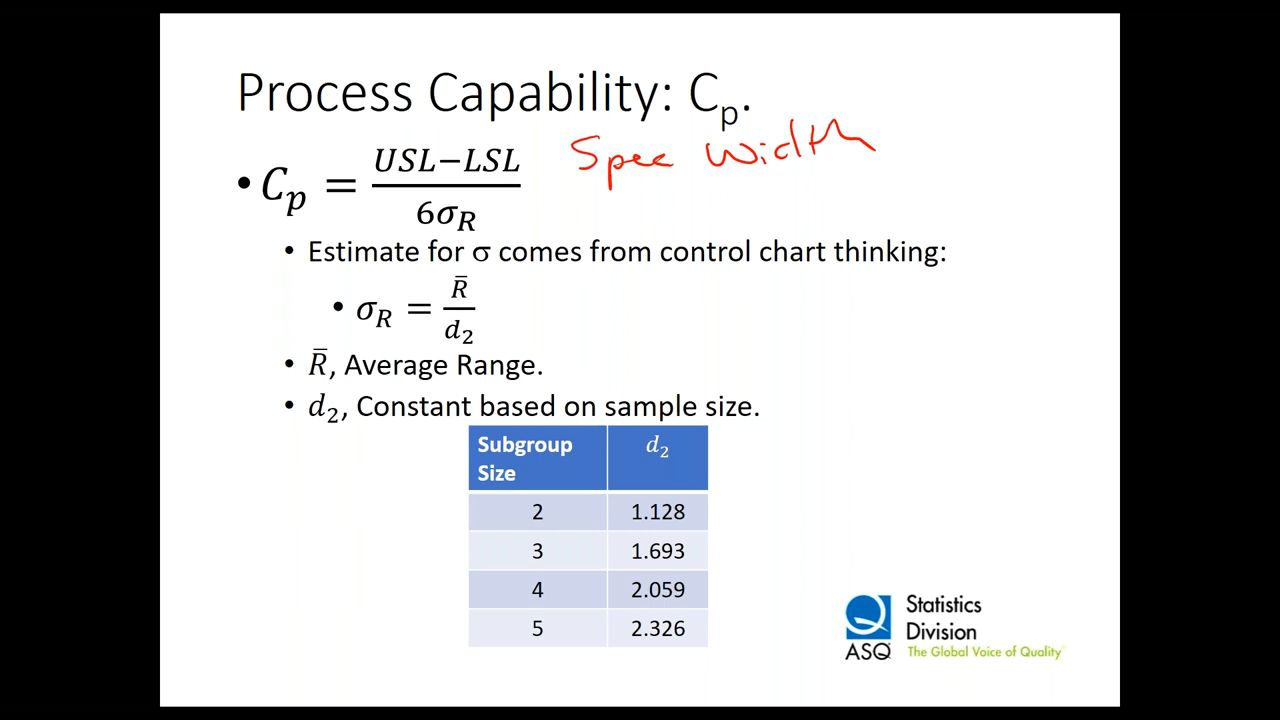 Process Capability: Cₚ.
• Cₚ = (USL−LSL)/(6σ_R)
Spec Width
• Estimate for σ comes from control chart thinking:
• σ_R = R̄/d₂
• R̄, Average Range.
• d₂, Constant based on sample size.
Subgroup Size d₂
2 1.128
3 1.693
4 2.059
5 2.326
Statistics
Division
ASQ The Global Voice of Quality